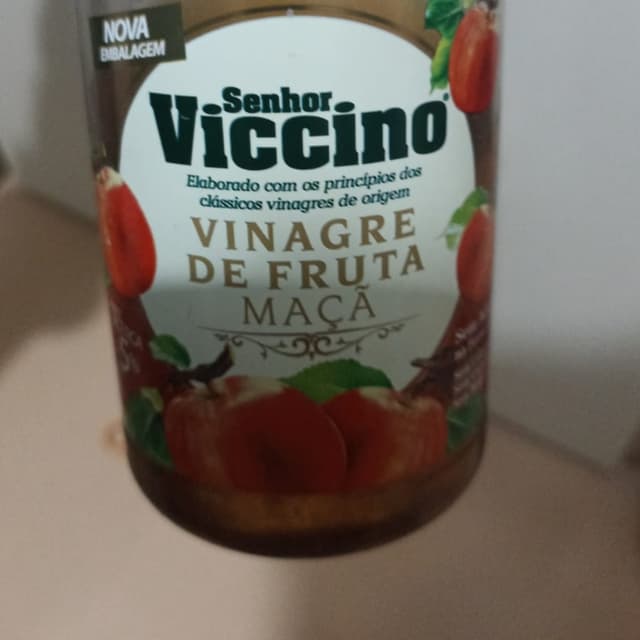 NOVA
EMBALAGEM
Senhor
Viccino
Elaborado com os princípios dos
clássicos vinagres de origem
VINAGRE
DE FRUTA
MAÇÃ